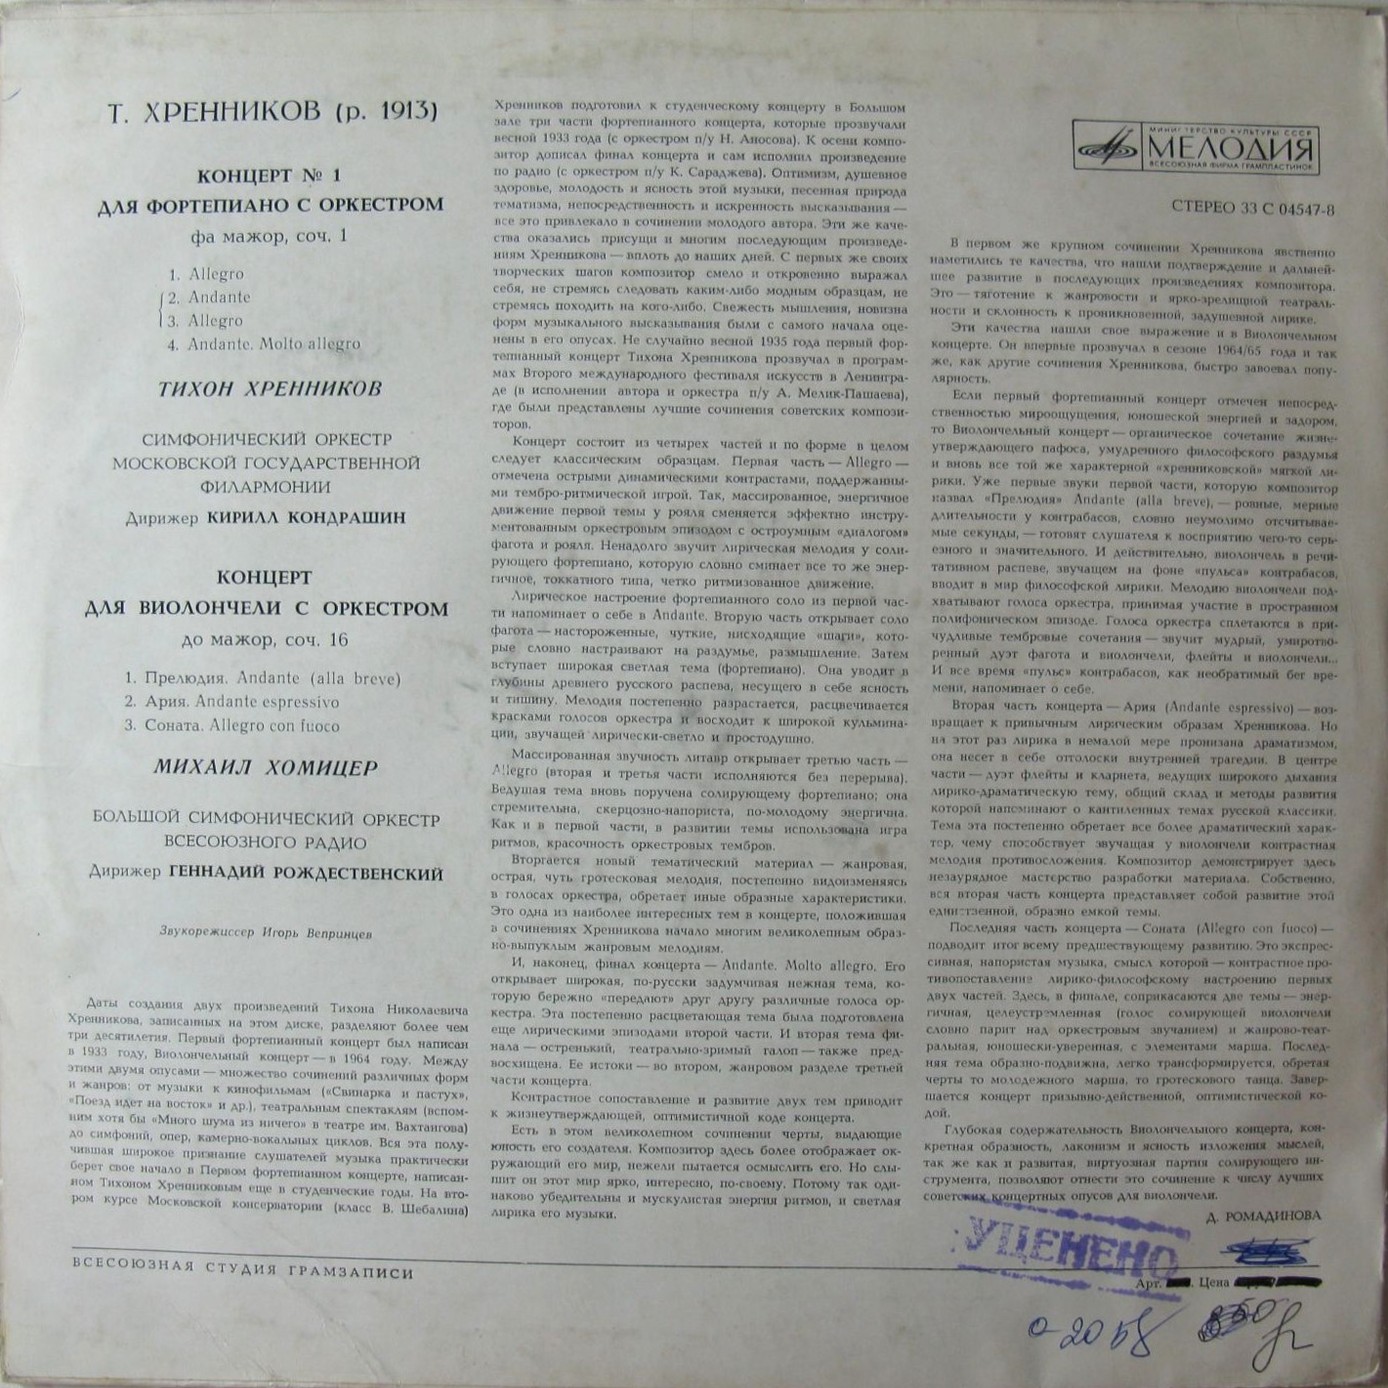 Т. ХРЕННИКОВ (р. 1913)
КОНЦЕРТ № 1
ДЛЯ ФОРТЕПИАНО С ОРКЕСТРОМ
фа мажор, соч. 1
1. Allegro
2. Andante
3. Allegro
4. Andante. Molto allegro
ТИХОН ХРЕННИКОВ
СИМФОНИЧЕСКИЙ ОРКЕСТР
МОСКОВСКОЙ ГОСУДАРСТВЕННОЙ
ФИЛАРМОНИИ
Дирижер КИРИЛЛ КОНДРАШИН
КОНЦЕРТ
ДЛЯ ВИОЛОНЧЕЛИ С ОРКЕСТРОМ
до мажор, соч. 16
1. Прелюдия. Andante (alla breve)
2. Ария. Andante espressivo
3. Соната. Allegro con fuoco
МИХАИЛ ХОМИЦЕР
БОЛЬШОЙ СИМФОНИЧЕСКИЙ ОРКЕСТР
ВСЕСОЮЗНОГО РАДИО
Дирижер ГЕННАДИЙ РОЖДЕСТВЕНСКИЙ
Звукорежиссер Игорь Вепринцев
Даты создания двух произведений Тихона Николаевича
Хренникова, записанных на этом диске, разделяют более чем
три десятилетия. Первый фортепианный концерт был написан
в 1933 году, Виолончельный концерт — в 1964 году. Между
этими двумя опусами — множество сочинений различных форм
и жанров: от музыки к кинофильмам («Свинарка и пастух»,
«Поезд идет на восток» и др.), театральным спектаклям (вспом-
ним хотя бы «Много шума из ничего» в театре им. Вахтангова)
до симфоний, опер, камерно-вокальных циклов. Вся эта полу-
чившая широкое признание слушателей музыка практически
берет свое начало в Первом фортепианном концерте, написан-
ном Тихоном Хренниковым еще в студенческие годы. На вто-
ром курсе Московской консерватории (класс В. Шебалина)
Хренников подготовил к студенческому концерту в Большом
зале три части фортепианного концерта, которые прозвучали
весной 1933 года (с оркестром п/у Н. Аносова). К осени компо-
зитор дописал финал концерта и сам исполнил произведение
по радио (с оркестром п/у К. Сараджева). Оптимизм, душевное
здоровье, молодость и ясность этой музыки, песенная природа
тематизма, непосредственность и искренность высказывания —
все это привлекало в сочинении молодого автора. Эти же каче-
ства оказались присущи и многим последующим произведе-
ниям Хренникова — вплоть до наших дней. С первых же своих
творческих шагов композитор смело и откровенно выражал
себя, не стремясь следовать каким-либо модным образцам, не
стремясь походить на кого-либо. Свежесть мышления, новизна
форм музыкального высказывания были с самого начала оце-
нены в его опусах. Не случайно весной 1935 года первый фор-
тепианный концерт Тихона Хренникова прозвучал в програм-
мах Второго международного фестиваля искусств в Ленингра-
де (в исполнении автора и оркестра п/у А. Мелик-Пашаева),
где были представлены лучшие сочинения советских компози-
торов.
Концерт состоит из четырех частей и по форме в целом
следует классическим образцам. Первая часть — Allegro —
отмечена острыми динамическими контрастами, поддержанны-
ми тембро-ритмической игрой. Так, массированное, энергичное
движение первой темы у рояля сменяется эффектно инстру-
ментованным оркестровым эпизодом с остроумным «диалогом»
фагота и рояля. Ненадолго звучит лирическая мелодия у соли-
рующего фортепиано, которую словно сминает все то же энер-
гичное, токкатного типа, четко ритмизованное движение.
Лирическое настроение фортепианного соло из первой час-
ти напоминает о себе в Andante. Вторую часть открывает соло
фагота — настороженные, чуткие, нисходящие «шаги», кото-
рые словно настраивают на раздумье, размышление. Затем
вступает широкая светлая тема (фортепиано). Она уводит в
глубины древнего русского распева, несущего в себе ясность
и тишину. Мелодия постепенно разрастается, расцвечивается
красками голосов оркестра и восходит к широкой кульмина-
ции, звучащей лирически-светло и простодушно.
Массированная звучность литавр открывает третью часть —
Allegro (вторая и третья части исполняются без перерыва).
Ведущая тема вновь поручена солирующему фортепиано; она
стремительна, скерцозно-напориста, по-молодому энергична.
Как и в первой части, в развитии темы использована игра
ритмов, красочность оркестровых тембров.
Вторгается новый тематический материал — жанровая,
острая, чуть гротесковая мелодия, постепенно видоизменяясь
в голосах оркестра, обретает иные образные характеристики.
Это одна из наиболее интересных тем в концерте, положившая
в сочинениях Хренникова начало многим великолепным образ-
но-выпуклым жанровым мелодиям.
И, наконец, финал концерта — Andante. Molto allegro. Его
открывает широкая, по-русски задумчивая нежная тема, ко-
торую бережно «передают» друг другу различные голоса ор-
кестра. Эта постепенно расцветающая тема была подготовлена
еще лирическими эпизодами второй части. И вторая тема фи-
нала — остренький, театрально-зримый галоп — также пред-
восхищена. Ее истоки — во втором, жанровом разделе третьей
части концерта.
Контрастное сопоставление и развитие двух тем приводит
к жизнеутверждающей, оптимистичной коде концерта.
Есть в этом великолепном сочинении черты, выдающие
юность его создателя. Композитор здесь более отображает ок-
ружающий его мир, нежели пытается осмыслить его. Но слы-
шит он этот мир ярко, интересно, по-своему. Потому так оди-
наково убедительны и мускулистая энергия ритмов, и светлая
лирика его музыки.
МИНИСТЕРСТВО КУЛЬТУРЫ СССР
МЕЛОДИЯ
ВСЕСОЮЗНАЯ ФИРМА ГРАМПЛАСТИНОК
СТЕРЕО 33 С 04547-8
В первом же крупном сочинении Хренникова явственно
наметились те качества, что нашли подтверждение и дальней-
шее развитие в последующих произведениях композитора.
Это — тяготение к жанровости и ярко-зрелищной театраль-
ности и склонность к проникновенной, задушевной лирике.
Эти качества нашли свое выражение и в Виолончельном
концерте. Он впервые прозвучал в сезоне 1964/65 года и так
же, как другие сочинения Хренникова, быстро завоевал попу-
лярность.
Если первый фортепианный концерт отмечен непосред-
ственностью мироощущения, юношеской энергией и задором,
то Виолончельный концерт — органическое сочетание жизне-
утверждающего пафоса, умудренного философского раздумья
и вновь все той же характерной «хренниковской» мягкой ли-
рики. Уже первые звуки первой части, которую композитор
назвал «Прелюдия» Andante (alla breve), — ровные, мерные
длительности у контрабасов, словно неумолимо отсчитывае-
мые секунды, — готовят слушателя к восприятию чего-то серь-
езного и значительного. И действительно, виолончель в речи-
тативном распеве, звучащем на фоне «пульса» контрабасов,
вводит в мир философской лирики. Мелодию виолончели под-
хватывают голоса оркестра, принимая участие в пространном
полифоническом эпизоде. Голоса оркестра сплетаются в при-
чудливые тембровые сочетания — звучит мудрый, умиротво-
ренный дуэт фагота и виолончели, флейты и виолончели...
И все время «пульс» контрабасов, как необратимый бег вре-
мени, напоминает о себе.
Вторая часть концерта — Ария (Andante espressivo) — воз-
вращает к привычным лирическим образам Хренникова. Но
на этот раз лирика в немалой мере пронизана драматизмом,
она несет в себе отголоски внутренней трагедии. В центре
части — дуэт флейты и кларнета, ведущих широкого дыхания
лирико-драматическую тему, общий склад и методы развития
которой напоминают о кантиленных темах русской классики.
Тема эта постепенно обретает все более драматический харак-
тер, чему способствует звучащая у виолончели контрастная
мелодия противосложения. Композитор демонстрирует здесь
незаурядное мастерство разработки материала. Собственно,
вся вторая часть концерта представляет собой развитие этой
единственной, образно емкой темы.
Последняя часть концерта — Соната (Allegro con fuoco) —
подводит итог всему предшествующему развитию. Это экспрес-
сивная, напористая музыка, смысл которой — контрастное про-
тивопоставление лирико-философскому настроению первых
двух частей. Здесь, в финале, соприкасаются две темы — энер-
гичная, целеустремленная (голос солирующей виолончели
словно парит над оркестровым звучанием) и жанрово-теат-
ральная, юношески-уверенная, с элементами марша. Послед-
няя тема образно-подвижна, легко трансформируется, обретая
черты то молодежного марша, то гротескового танца. Завер-
шается концерт призывно-действенной, оптимистической ко-
дой.
Глубокая содержательность Виолончельного концерта, кон-
кретная образность, лаконизм и ясность изложения мыслей,
так же как и развитая, виртуозная партия солирующего ин-
струмента, позволяют отнести это сочинение к числу лучших
советских концертных опусов для виолончели.
Д. РОМАДИНОВА
УЦЕНЕНО
ВСЕСОЮЗНАЯ СТУДИЯ ГРАМЗАПИСИ
Арт. Цена